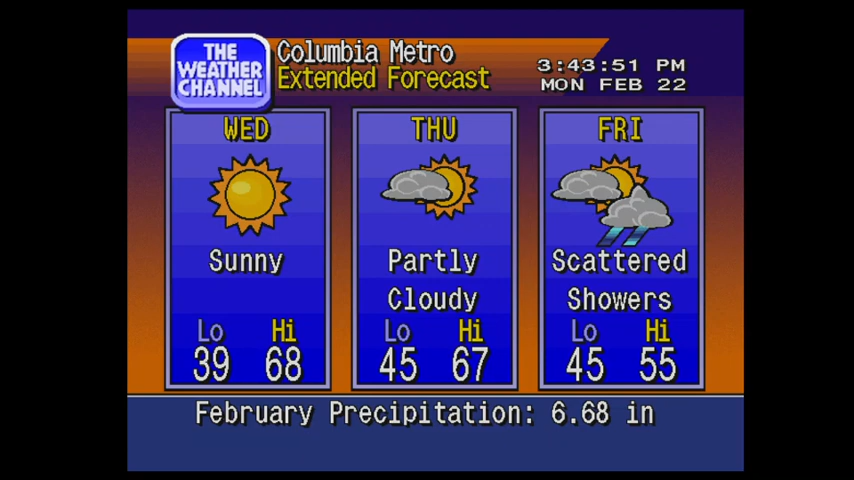 THE
WEATHER
CHANNEL
Columbia Metro
Extended Forecast
3:43:51 PM
MON FEB 22
WED
Sunny
Lo Hi
39 68
THU
Partly
Cloudy
Lo Hi
45 67
FRI
Scattered
Showers
Lo Hi
45 55
February Precipitation: 6.68 in